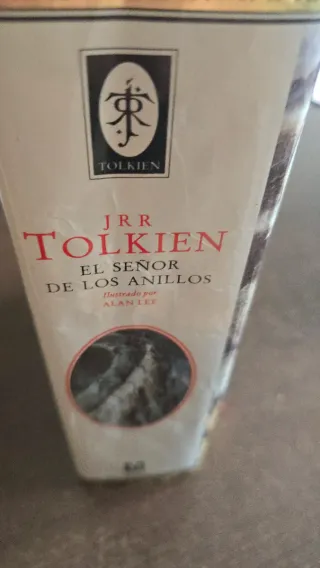 TOLKIEN
JRR
TOLKIEN
EL SEÑOR
DE LOS ANILLOS
Ilustrado por
ALAN LEE